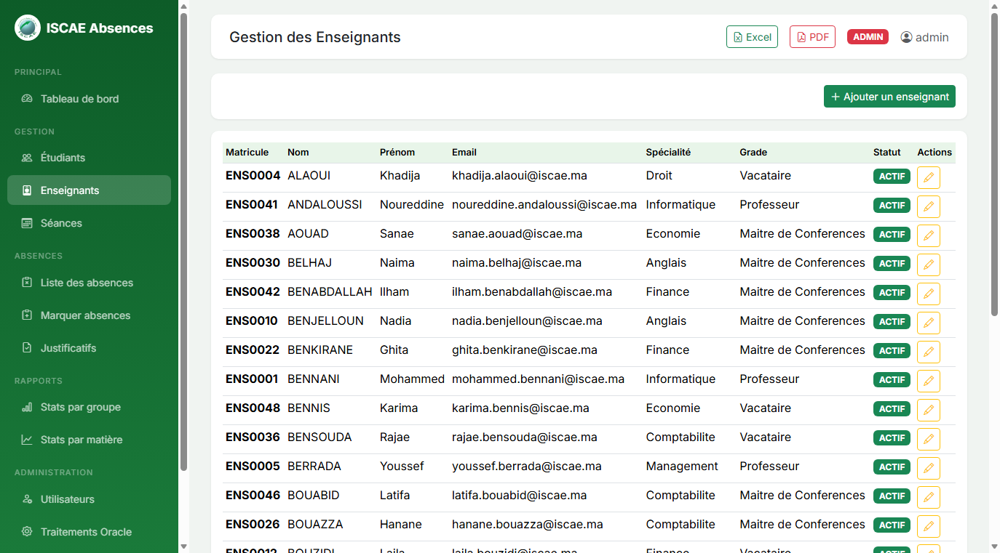 ISCAE Absences
PRINCIPAL
Tableau de bord
GESTION
Étudiants
Enseignants
Séances
ABSENCES
Liste des absences
Marquer absences
Justificatifs
RAPPORTS
Stats par groupe
Stats par matière
ADMINISTRATION
Utilisateurs
Traitements Oracle
Gestion des Enseignants
Excel
PDF
ADMIN
admin
+ Ajouter un enseignant
Matricule Nom Prénom Email Spécialité Grade Statut Actions
ENS0004 ALAOUI Khadija khadija.alaoui@iscae.ma Droit Vacataire ACTIF
ENS0041 ANDALOUSSI Noureddine noureddine.andaloussi@iscae.ma Informatique Professeur ACTIF
ENS0038 AOUAD Sanae sanae.aouad@iscae.ma Economie Maitre de Conferences ACTIF
ENS0030 BELHAJ Naima naima.belhaj@iscae.ma Anglais Maitre de Conferences ACTIF
ENS0042 BENABDALLAH Ilham ilham.benabdallah@iscae.ma Finance Maitre de Conferences ACTIF
ENS0010 BENJELLOUN Nadia nadia.benjelloun@iscae.ma Anglais Maitre de Conferences ACTIF
ENS0022 BENKIRANE Ghita ghita.benkirane@iscae.ma Finance Maitre de Conferences ACTIF
ENS0001 BENNANI Mohammed mohammed.bennani@iscae.ma Informatique Professeur ACTIF
ENS0048 BENNIS Karima karima.bennis@iscae.ma Economie Vacataire ACTIF
ENS0036 BENSOUDA Rajae rajae.bensouda@iscae.ma Comptabilite Vacataire ACTIF
ENS0005 BERRADA Youssef youssef.berrada@iscae.ma Management Professeur ACTIF
ENS0046 BOUABID Latifa latifa.bouabid@iscae.ma Comptabilite Maitre de Conferences ACTIF
ENS0026 BOUAZZA Hanane hanane.bouazza@iscae.ma Comptabilite Maitre de Conferences ACTIF
ENS0012 BOUZIDI Laila laila.bouzidi@iscae.ma Finance Vacataire ACTIF